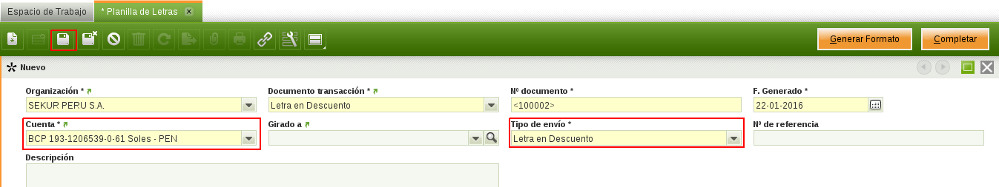 Espacio de Trabajo * Planilla de Letras
Generar Formato Completar
Nuevo
Organización * Documento transacción * Nº documento * F. Generado *
SEKUR PERU S.A. Letra en Descuento <100002> 22-01-2016
Cuenta * Girado a Tipo de envío * Nº de referencia
BCP 193-1206539-0-61 Soles - PEN Letra en Descuento
Descripción